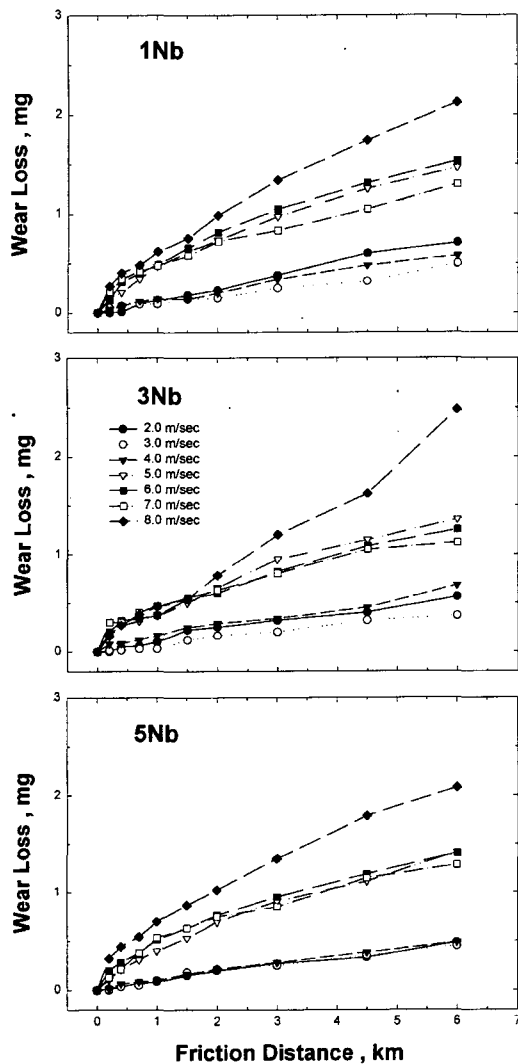 1Nb
3
2
1
0
Wear Loss , mg
3Nb
2.0 m/sec
3.0 m/sec
4.0 m/sec
5.0 m/sec
6.0 m/sec
7.0 m/sec
8.0 m/sec
3
2
1
0
Wear Loss , mg
5Nb
3
2
1
0
Wear Loss , mg
0 1 2 3 4 5 6 7
Friction Distance , km